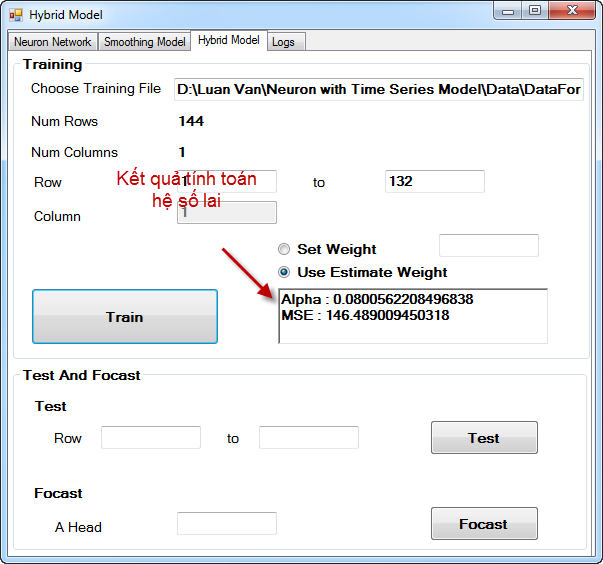 Hybrid Model
Neuron Network Smoothing Model Hybrid Model Logs
Training
Choose Training File D:\Luan Van\Neuron with Time Series Model\Data\DataFor
Num Rows 144
Num Columns 1
Row 1 to 132
Kết quả tính toán
hệ số lai
Column 1
Set Weight
Use Estimate Weight
Train
Alpha : 0.0800562208496838
MSE : 146.489009450318
Test And Focast
Test
Row to Test
Focast
A Head Focast